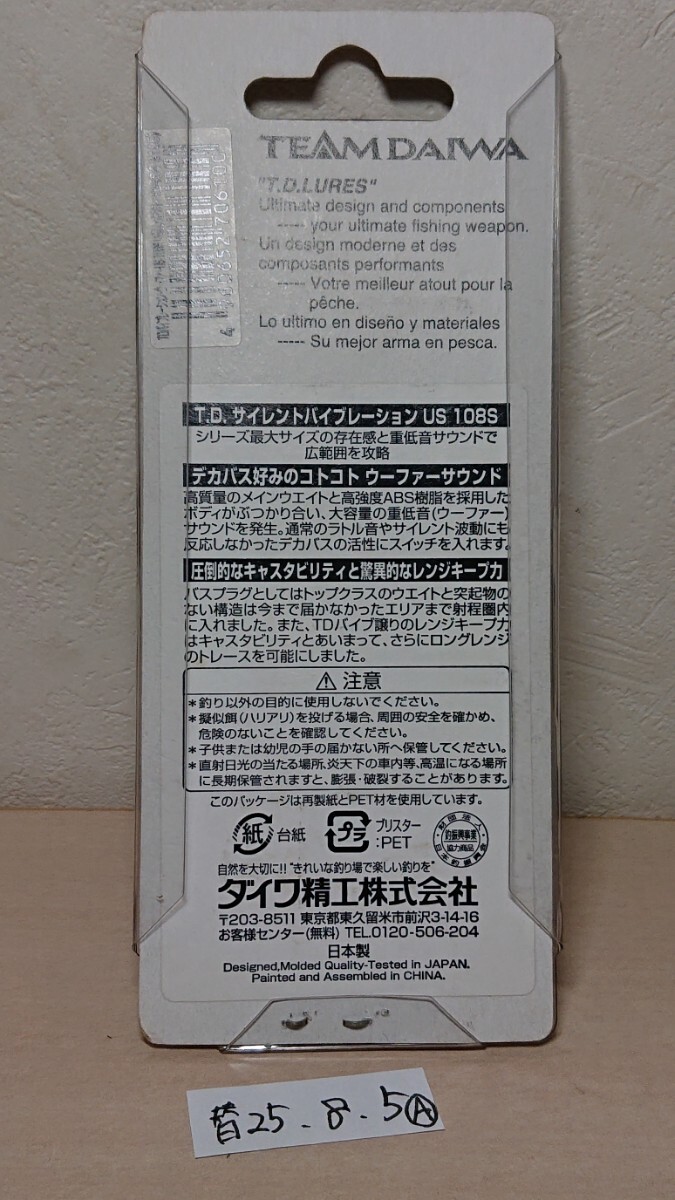 TEAM DAIWA
"T.D.LURES"
Ultimate design and components
----- your ultimate fishing weapon.
Un design moderne et des
composants performants
----- Votre meilleur atout pour la
pêche.
Lo ultimo en diseño y materiales
----- Su mejor arma en pesca.
T.D. サイレントバイブレーション US 108S
シリーズ最大サイズの存在感と重低音サウンドで
広範囲を攻略
デカバス好みのコトコト ウーファーサウンド
高質量のメインウエイトと高強度ABS樹脂を採用した
ボディがぶつかり合い、大容量の重低音(ウーファー)
サウンドを発生。通常のラトル音やサイレント波動にも
反応しなかったデカバスの活性にスイッチを入れます。
圧倒的なキャスタビリティと驚異的なレンジキープ力
バスプラグとしてはトップクラスのウエイトと突起物の
ない構造は今まで届かなかったエリアまで射程圏内
に入れました。また、TDバイブ譲りのレンジキープ力
はキャスタビリティとあいまって、さらにロングレンジ
のトレースを可能にしました。
⚠ 注意
*釣り以外の目的に使用しないでください。
*擬似餌(ハリアリ)を投げる場合、周囲の安全を確かめ、
危険のないことを確認してください。
*子供または幼児の手の届かない所へ保管してください。
*直射日光の当たる場所、炎天下の車内等、高温になる場所
に長期保管されますと、膨張・破裂することがあります。
このパッケージは再製紙とPET材を使用しています。
紙 台紙 プラ ブリスター
:PET
財団法人
釣振興事業
協力商品
日本釣振興会
自然を大切に!! "きれいな釣り場で楽しい釣りを"
ダイワ精工株式会社
〒203-8511 東京都東久留米市前沢3-14-16
お客様センター(無料) TEL.0120-506-204
日本製
Designed,Molded Quality-Tested in JAPAN.
Painted and Assembled in CHINA.
25.8.5Ⓐ